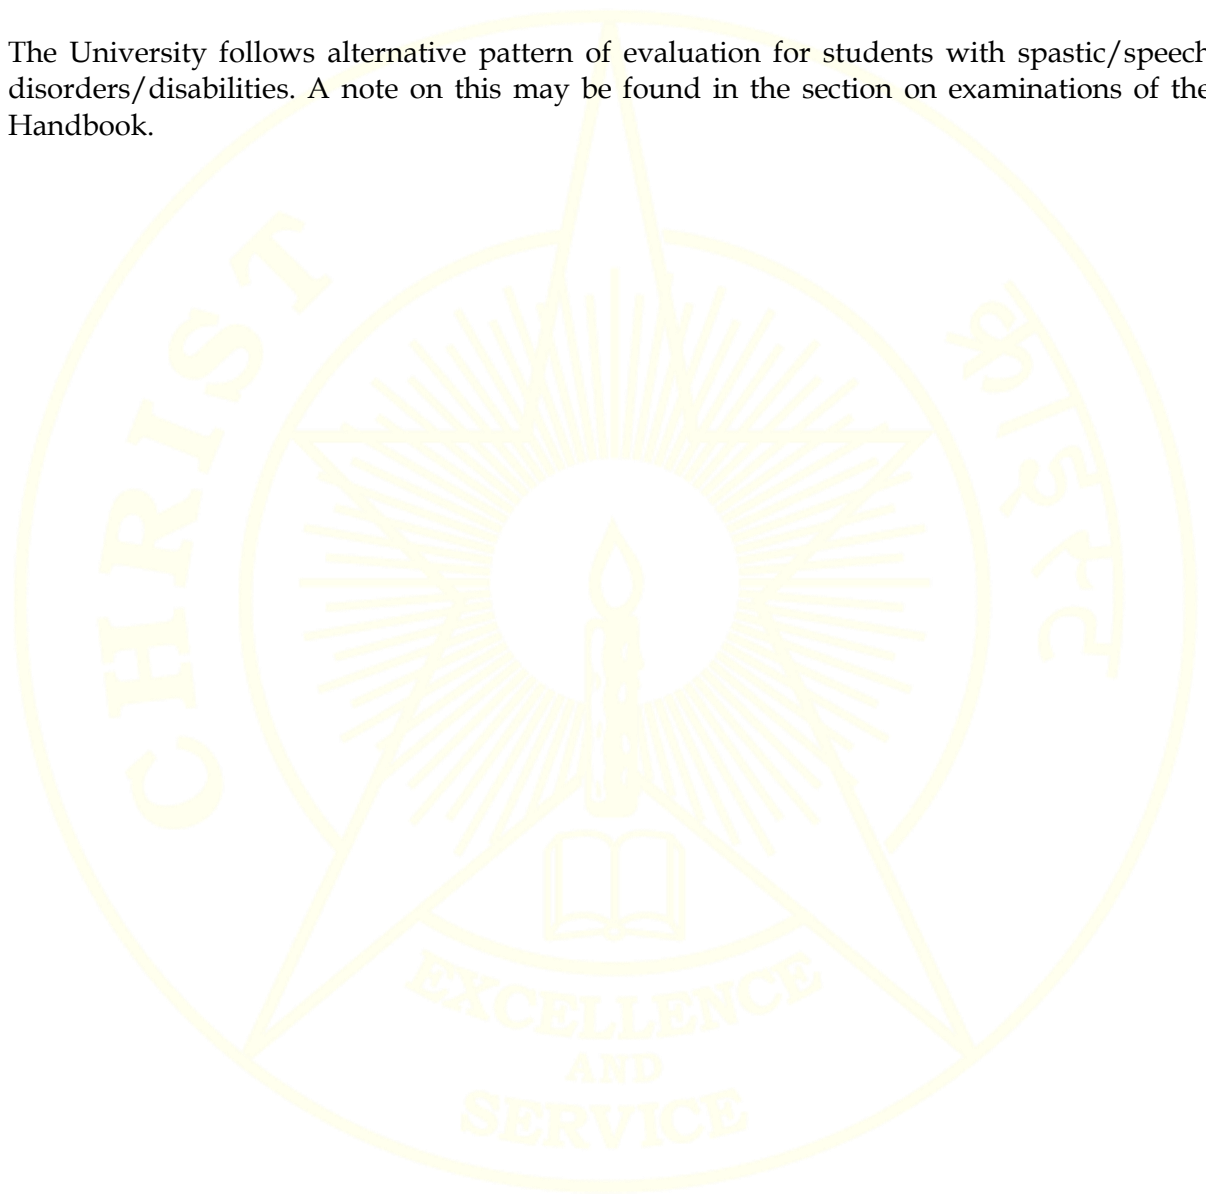 The University follows alternative pattern of evaluation for students with spastic/speech
disorders/disabilities. A note on this may be found in the section on examinations of the
Handbook.
CHRIST
क्राइस्ट
EXCELLENCE
AND
SERVICE